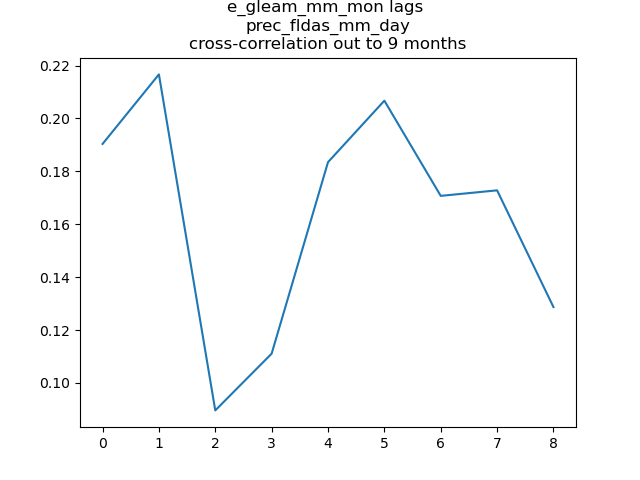 e_gleam_mm_mon lags
prec_fldas_mm_day
cross-correlation out to 9 months
0.22
0.20
0.18
0.16
0.14
0.12
0.10
0 1 2 3 4 5 6 7 8